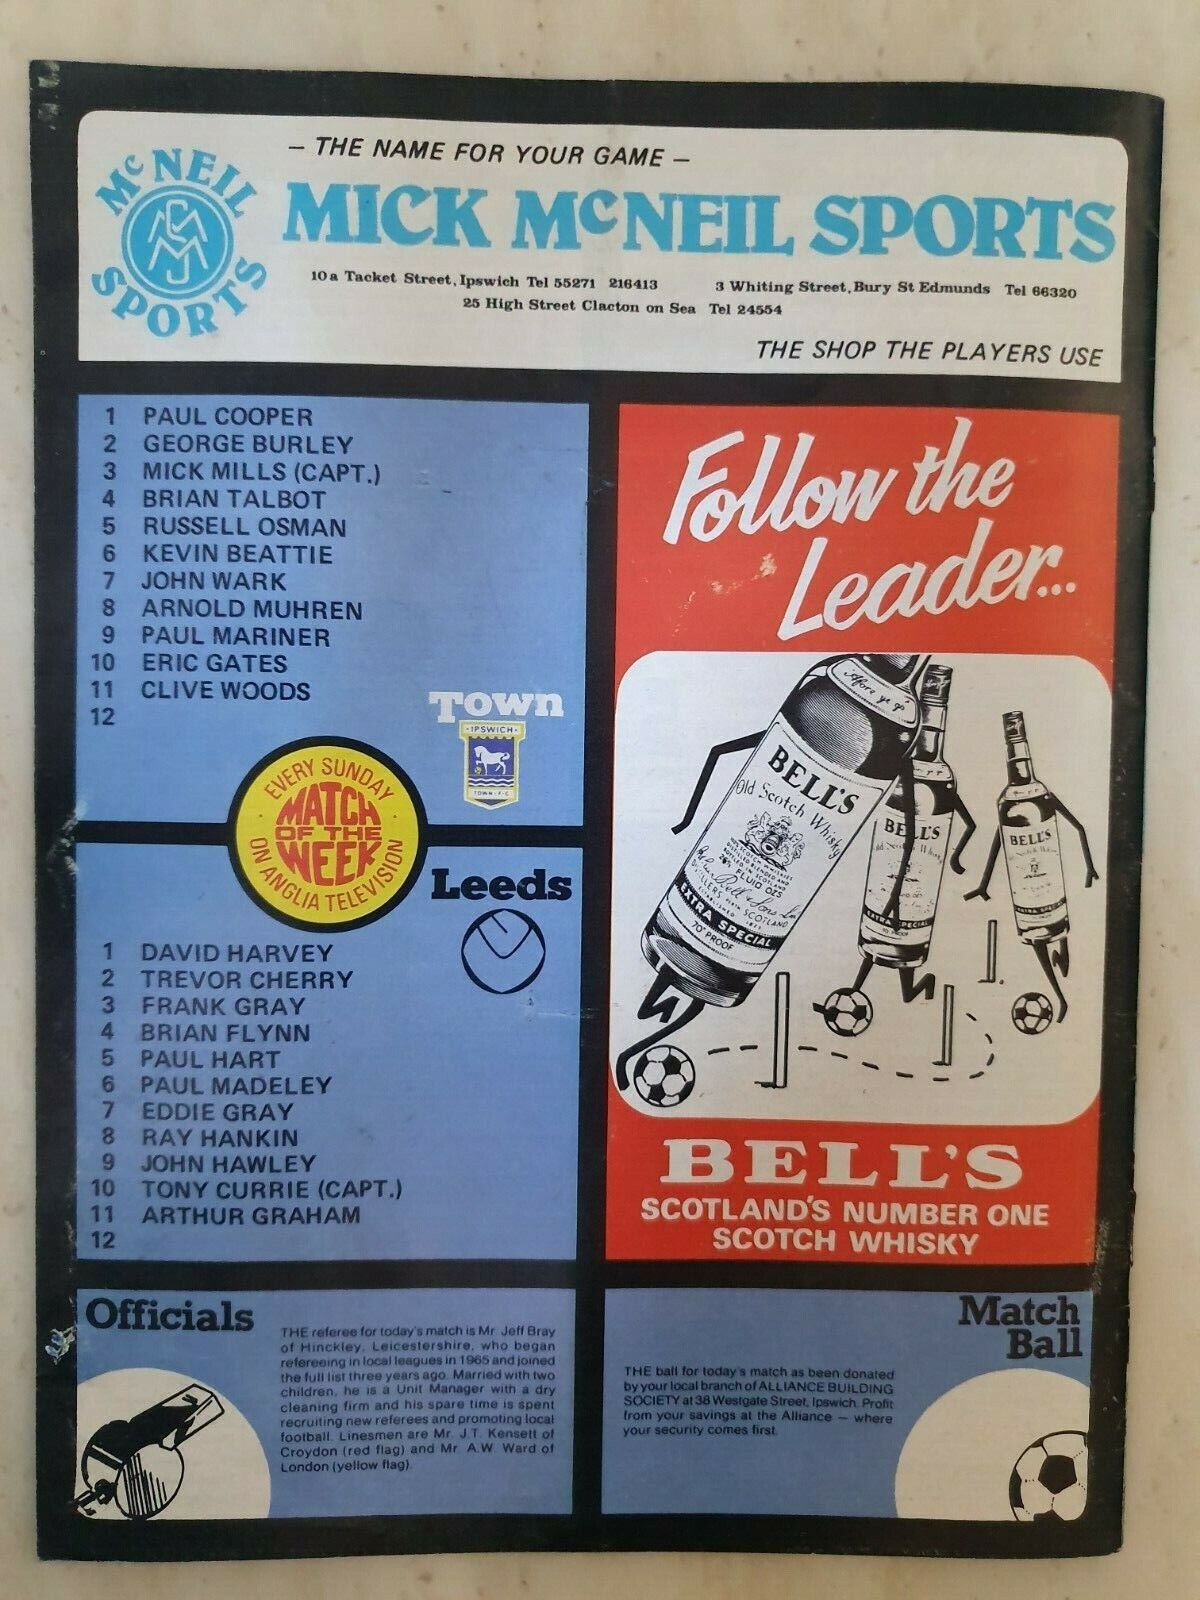 McNEIL SPORTS
– THE NAME FOR YOUR GAME –
MICK McNEIL SPORTS
10a Tacket Street, Ipswich Tel 55271 216413 3 Whiting Street, Bury St Edmunds Tel 66320
25 High Street Clacton on Sea Tel 24554
THE SHOP THE PLAYERS USE
1 PAUL COOPER
2 GEORGE BURLEY
3 MICK MILLS (CAPT.)
4 BRIAN TALBOT
5 RUSSELL OSMAN
6 KEVIN BEATTIE
7 JOHN WARK
8 ARNOLD MUHREN
9 PAUL MARINER
10 ERIC GATES
11 CLIVE WOODS
12
Town
IPSWICH
TOWN F.C
EVERY SUNDAY
MATCH
OF THE
WEEK
ON ANGLIA TELEVISION
Leeds
1 DAVID HARVEY
2 TREVOR CHERRY
3 FRANK GRAY
4 BRIAN FLYNN
5 PAUL HART
6 PAUL MADELEY
7 EDDIE GRAY
8 RAY HANKIN
9 JOHN HAWLEY
10 TONY CURRIE (CAPT.)
11 ARTHUR GRAHAM
12
Follow the
Leader...
Afore ye go
BELL'S
Old Scotch Whisky
FLUID OZS
DISTILLERS PERTH SCOTLAND
EXTRA SPECIAL
70° PROOF
BELL'S
EXTRA SPECIAL
BELL'S
EXTRA SPECIAL
BELL'S
SCOTLAND'S NUMBER ONE
SCOTCH WHISKY
Officials
THE referee for today's match is Mr. Jeff Bray
of Hinckley, Leicestershire, who began
refereeing in local leagues in 1965 and joined
the full list three years ago. Married with two
children, he is a Unit Manager with a dry
cleaning firm and his spare time is spent
recruiting new referees and promoting local
football. Linesmen are Mr. J.T. Kensett of
Croydon (red flag) and Mr. A.W. Ward of
London (yellow flag).
Match
Ball
THE ball for today's match as been donated
by your local branch of ALLIANCE BUILDING
SOCIETY at 38 Westgate Street, Ipswich. Profit
from your savings at the Alliance – where
your security comes first.